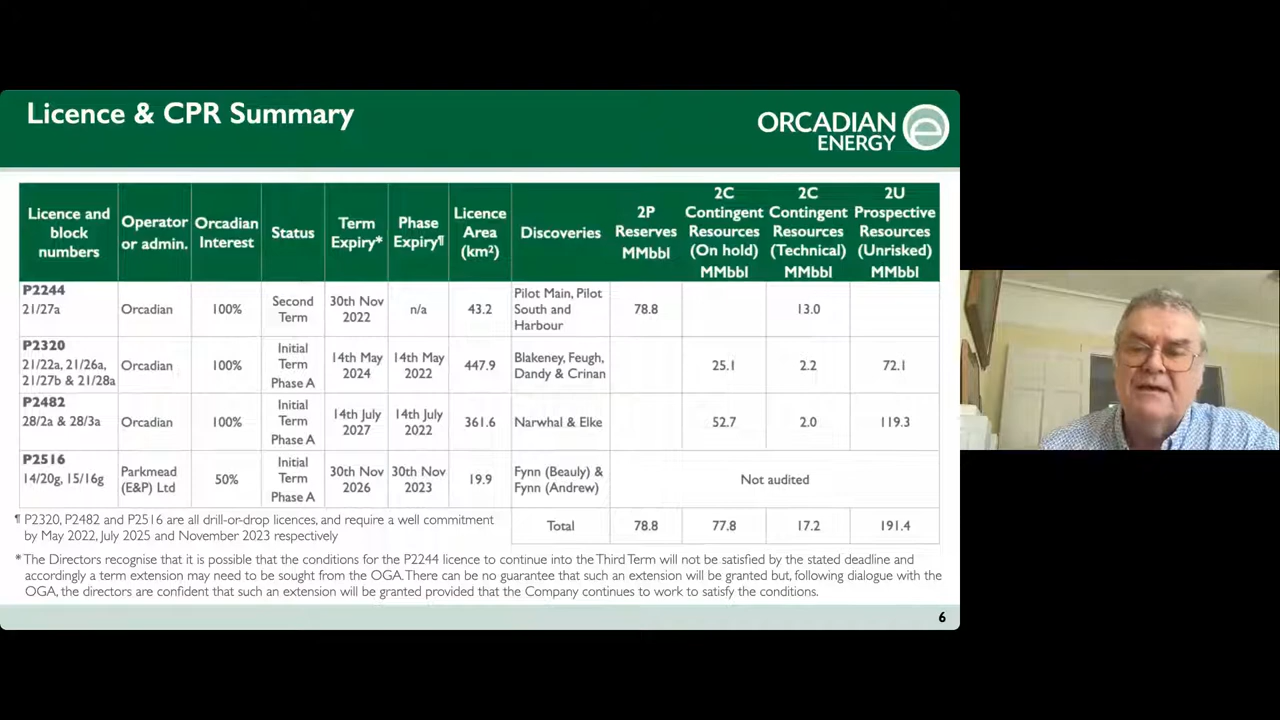 Licence & CPR Summary
ORCADIAN
ENERGY
Licence and block numbers
Operator or admin.
Orcadian Interest
Status
Term Expiry*
Phase Expiry¶
Licence Area (km²)
Discoveries
2P Reserves MMbbl
2C Contingent Resources (On hold) MMbbl
2C Contingent Resources (Technical) MMbbl
2U Prospective Resources (Unrisked) MMbbl
P2244
21/27a
Orcadian
100%
Second Term
30th Nov 2022
n/a
43.2
Pilot Main, Pilot South and Harbour
78.8
13.0
P2320
21/22a, 21/26a, 21/27b & 21/28a
Orcadian
100%
Initial Term Phase A
14th May 2024
14th May 2022
447.9
Blakeney, Feugh, Dandy & Crinan
25.1
2.2
72.1
P2482
28/2a & 28/3a
Orcadian
100%
Initial Term Phase A
14th July 2027
14th July 2022
361.6
Narwhal & Elke
52.7
2.0
119.3
P2516
14/20g, 15/16g
Parkmead (E&P) Ltd
50%
Initial Term Phase A
30th Nov 2026
30th Nov 2023
19.9
Fynn (Beauly) & Fynn (Andrew)
Not audited
Total
78.8
77.8
17.2
191.4
¶ P2320, P2482 and P2516 are all drill-or-drop licences, and require a well commitment
by May 2022, July 2025 and November 2023 respectively
* The Directors recognise that it is possible that the conditions for the P2244 licence to continue into the Third Term will not be satisfied by the stated deadline and
accordingly a term extension may need to be sought from the OGA. There can be no guarantee that such an extension will be granted but, following dialogue with the
OGA, the directors are confident that such an extension will be granted provided that the Company continues to work to satisfy the conditions.
6